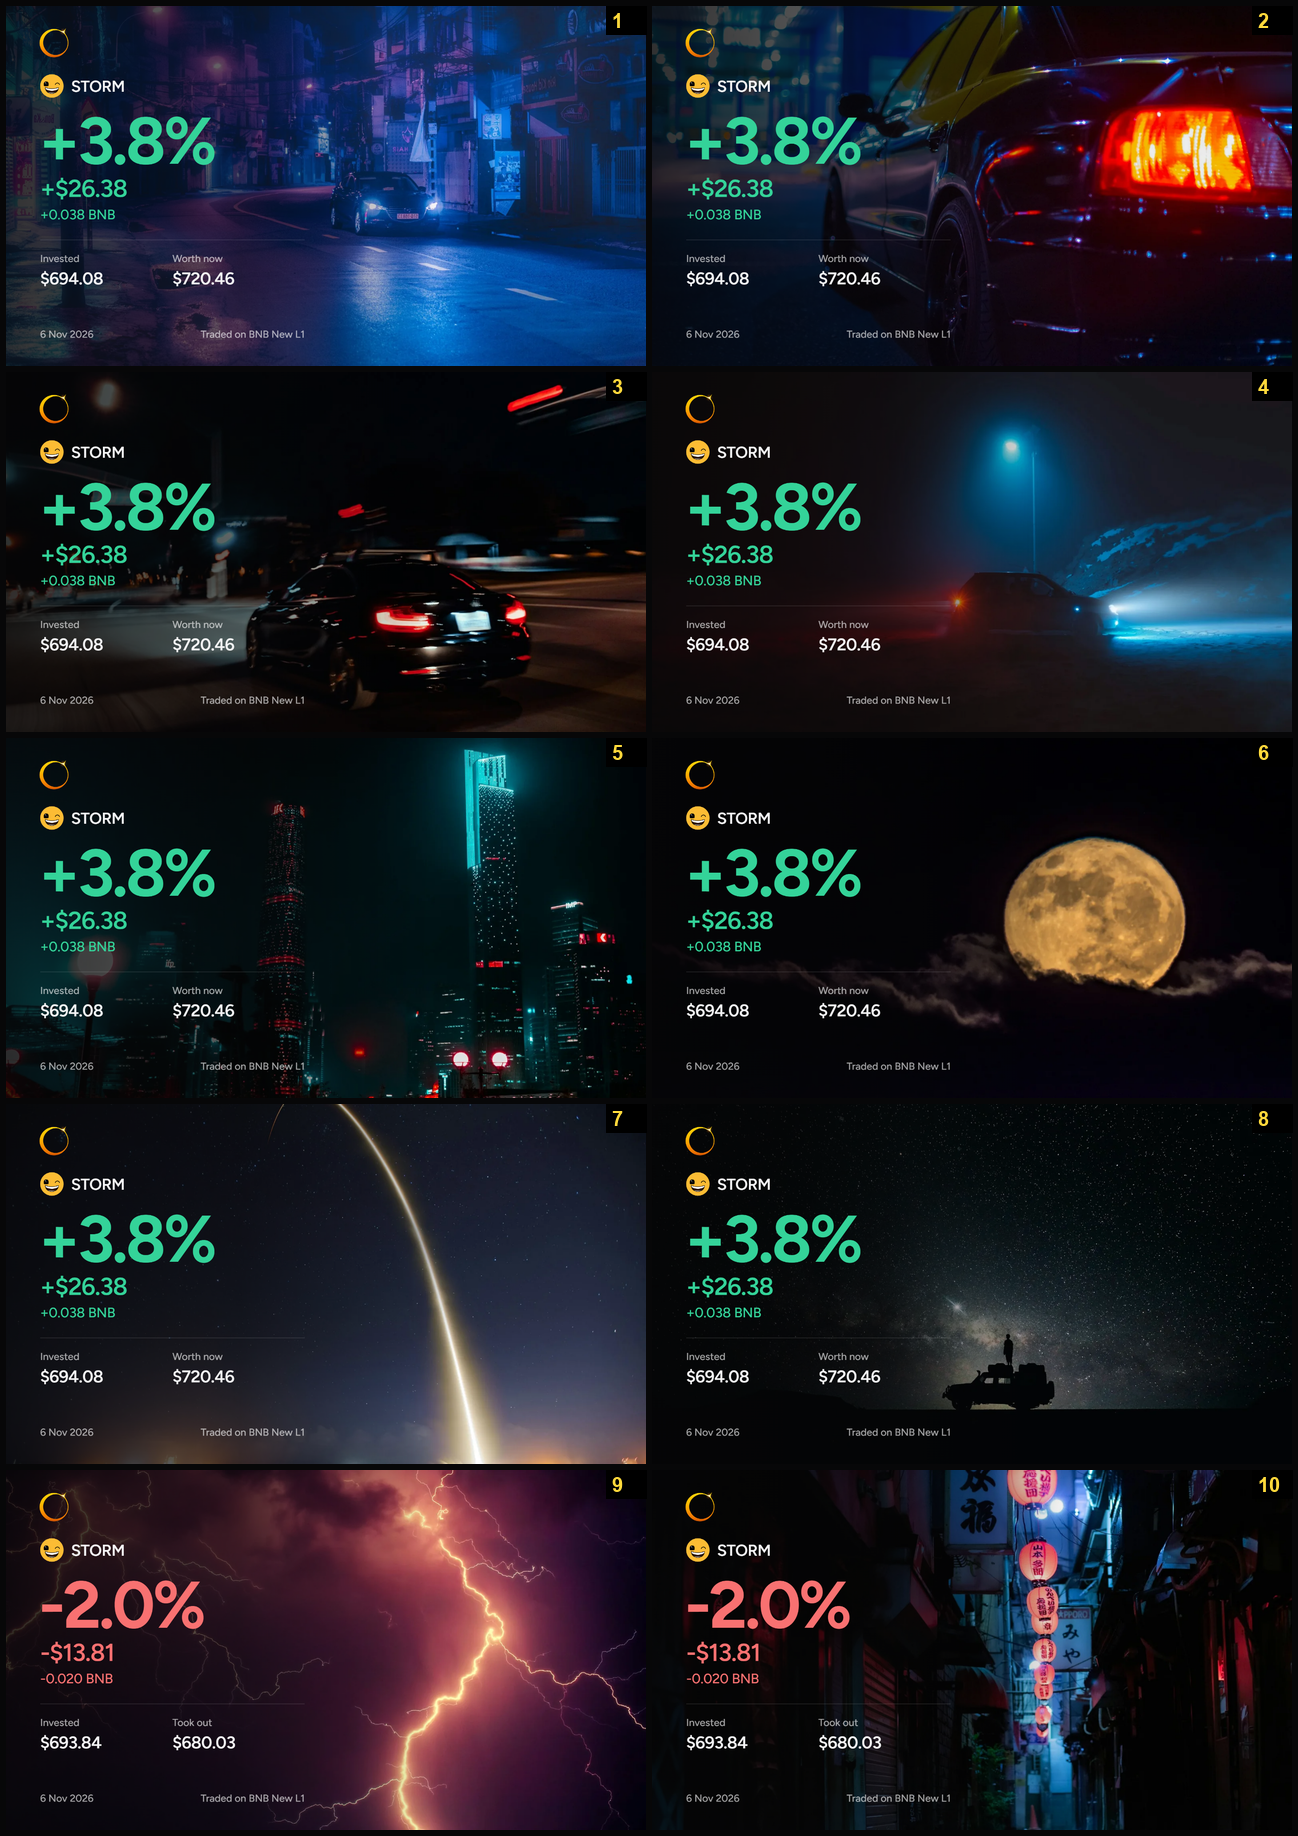 1
STORM
+3.8%
+$26.38
+0.038 BNB
Invested Worth now
$694.08 $720.46
6 Nov 2026 Traded on BNB New L1
2
STORM
+3.8%
+$26.38
+0.038 BNB
Invested Worth now
$694.08 $720.46
6 Nov 2026 Traded on BNB New L1
3
STORM
+3.8%
+$26.38
+0.038 BNB
Invested Worth now
$694.08 $720.46
6 Nov 2026 Traded on BNB New L1
4
STORM
+3.8%
+$26.38
+0.038 BNB
Invested Worth now
$694.08 $720.46
6 Nov 2026 Traded on BNB New L1
5
STORM
+3.8%
+$26.38
+0.038 BNB
Invested Worth now
$694.08 $720.46
6 Nov 2026 Traded on BNB New L1
6
STORM
+3.8%
+$26.38
+0.038 BNB
Invested Worth now
$694.08 $720.46
6 Nov 2026 Traded on BNB New L1
7
STORM
+3.8%
+$26.38
+0.038 BNB
Invested Worth now
$694.08 $720.46
6 Nov 2026 Traded on BNB New L1
8
STORM
+3.8%
+$26.38
+0.038 BNB
Invested Worth now
$694.08 $720.46
6 Nov 2026 Traded on BNB New L1
9
STORM
-2.0%
-$13.81
-0.020 BNB
Invested Took out
$693.84 $680.03
6 Nov 2026 Traded on BNB New L1
10
STORM
-2.0%
-$13.81
-0.020 BNB
Invested Took out
$693.84 $680.03
6 Nov 2026 Traded on BNB New L1
福
みや